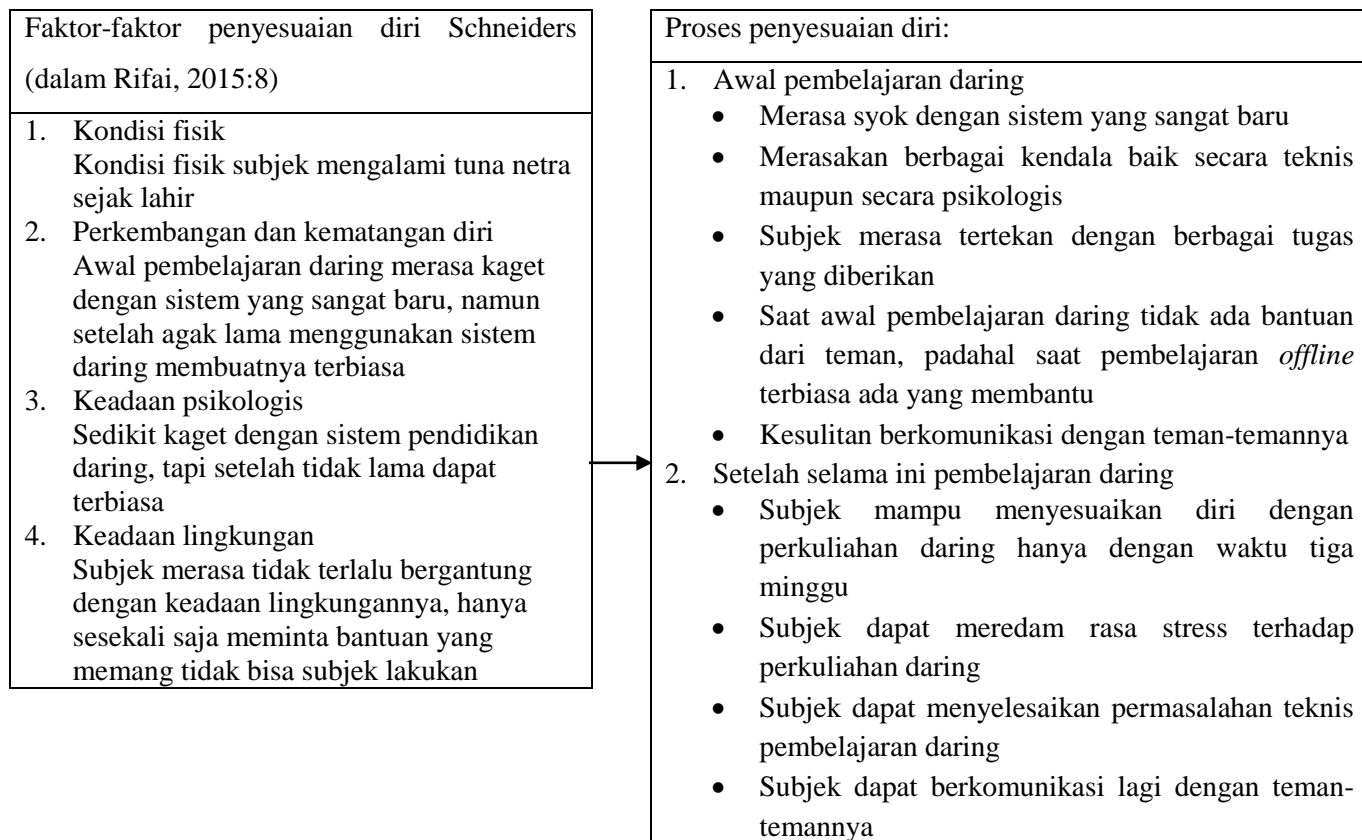 Faktor-faktor penyesuaian diri Schneiders
(dalam Rifai, 2015:8)
1. Kondisi fisik
Kondisi fisik subjek mengalami tuna netra
sejak lahir
2. Perkembangan dan kematangan diri
Awal pembelajaran daring merasa kaget
dengan sistem yang sangat baru, namun
setelah agak lama menggunakan sistem
daring membuatnya terbiasa
3. Keadaan psikologis
Sedikit kaget dengan sistem pendidikan
daring, tapi setelah tidak lama dapat
terbiasa
4. Keadaan lingkungan
Subjek merasa tidak terlalu bergantung
dengan keadaan lingkungannya, hanya
sesekali saja meminta bantuan yang
memang tidak bisa subjek lakukan
Proses penyesuaian diri:
1. Awal pembelajaran daring
• Merasa syok dengan sistem yang sangat baru
• Merasakan berbagai kendala baik secara teknis
maupun secara psikologis
• Subjek merasa tertekan dengan berbagai tugas
yang diberikan
• Saat awal pembelajaran daring tidak ada bantuan
dari teman, padahal saat pembelajaran offline
terbiasa ada yang membantu
• Kesulitan berkomunikasi dengan teman-temannya
2. Setelah selama ini pembelajaran daring
• Subjek mampu menyesuaikan diri dengan
perkuliahan daring hanya dengan waktu tiga
minggu
• Subjek dapat meredam rasa stress terhadap
perkuliahan daring
• Subjek dapat menyelesaikan permasalahan teknis
pembelajaran daring
• Subjek dapat berkomunikasi lagi dengan teman-
temannya